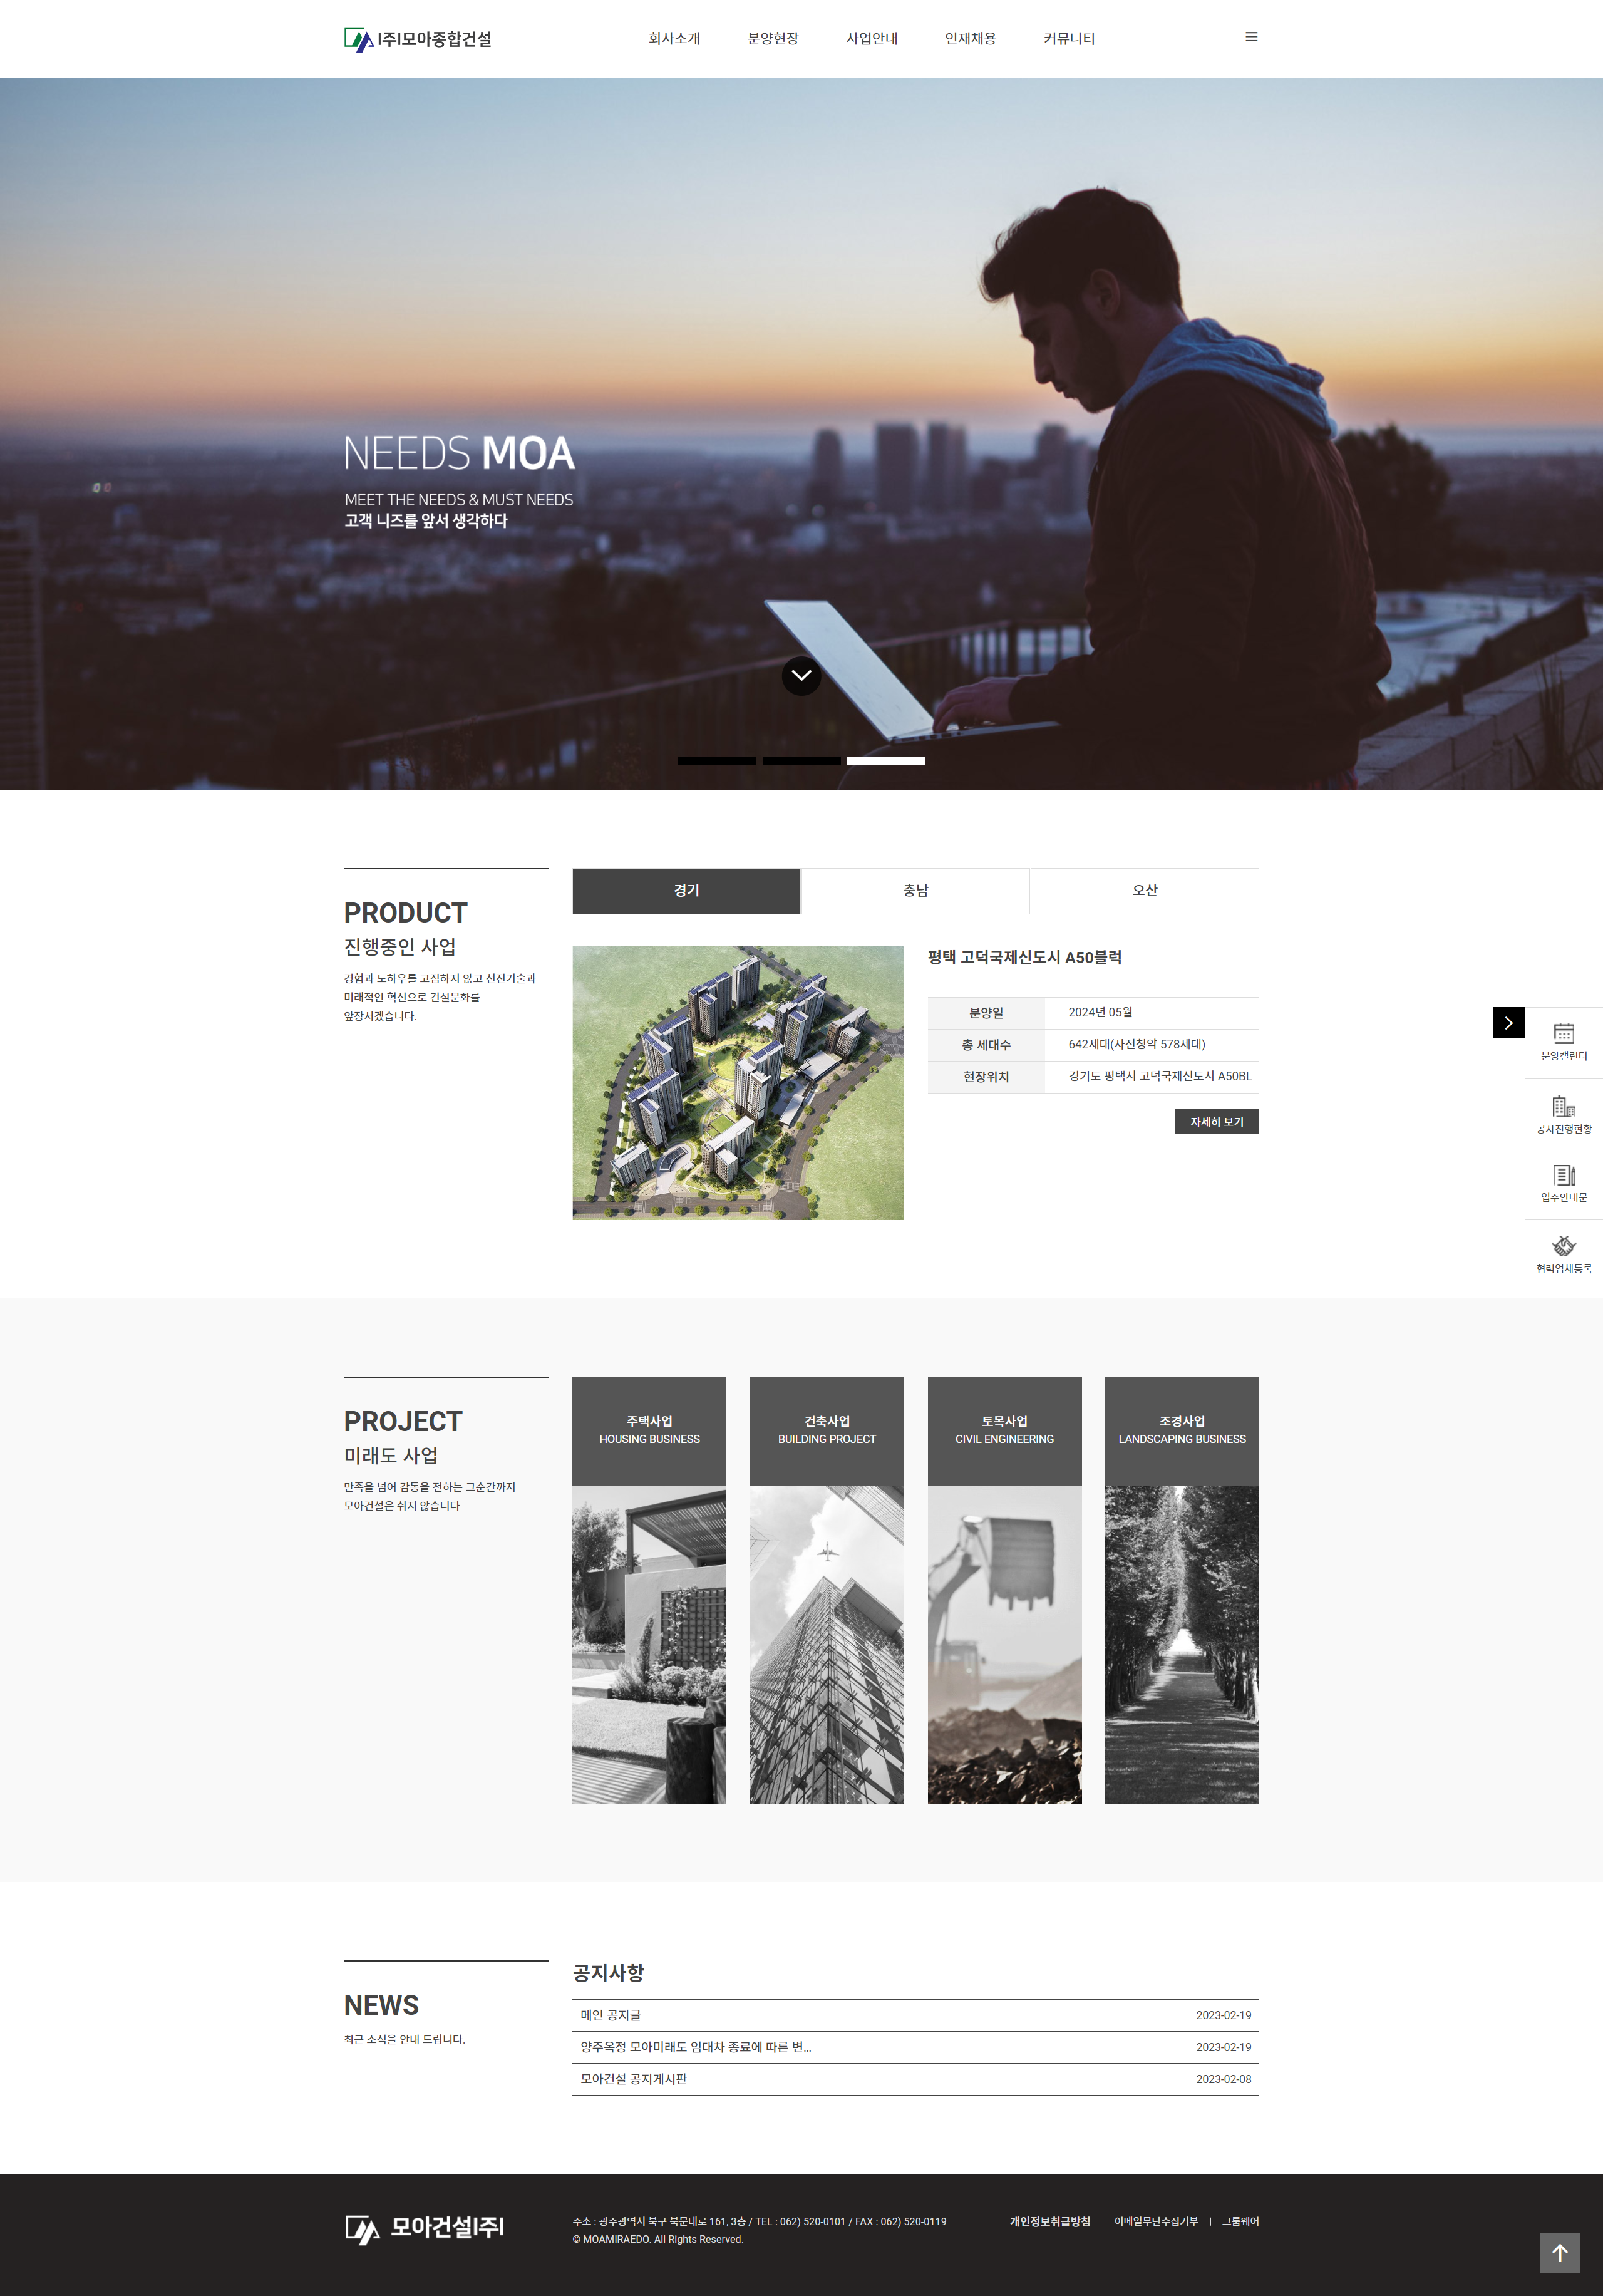 (주)모아종합건설
회사소개
분양현장
사업안내
인재채용
커뮤니티
NEEDS MOA
MEET THE NEEDS & MUST NEEDS
고객 니즈를 앞서 생각하다
PRODUCT
진행중인 사업
경험과 노하우를 고집하지 않고 선진기술과
미래적인 혁신으로 건설문화를
앞장서겠습니다.
경기
충남
오산
평택 고덕국제신도시 A50블럭
분양일 2024년 05월
총 세대수 642세대(사전청약 578세대)
현장위치 경기도 평택시 고덕국제신도시 A50BL
자세히 보기
분양캘린더
공사진행현황
입주안내문
협력업체등록
PROJECT
미래도 사업
만족을 넘어 감동을 전하는 그순간까지
모아건설은 쉬지 않습니다
주택사업
HOUSING BUSINESS
건축사업
BUILDING PROJECT
토목사업
CIVIL ENGINEERING
조경사업
LANDSCAPING BUSINESS
NEWS
최근 소식을 안내 드립니다.
공지사항
메인 공지글 2023-02-19
양주옥정 모아미래도 임대차 종료에 따른 변... 2023-02-19
모아건설 공지게시판 2023-02-08
모아건설(주)
주소 : 광주광역시 북구 북문대로 161, 3층 / TEL : 062) 520-0101 / FAX : 062) 520-0119
© MOAMIRAEDO. All Rights Reserved.
개인정보취급방침 | 이메일무단수집거부 | 그룹웨어